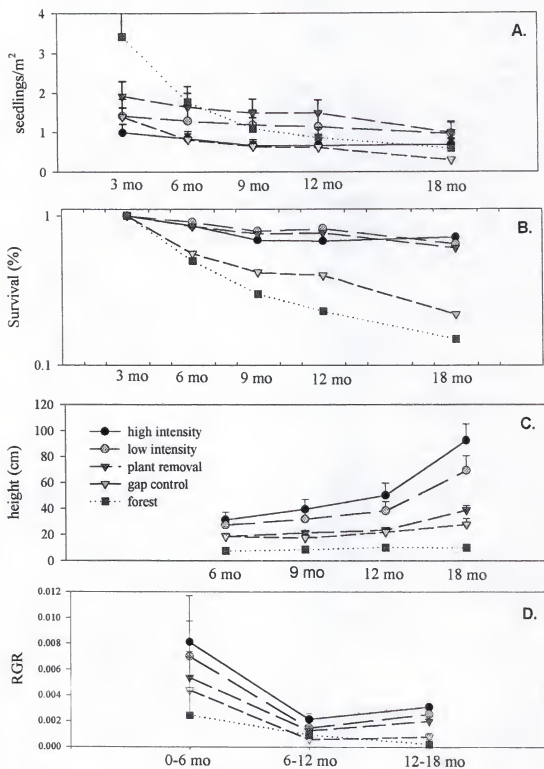 A.
seedlings/m²
4
3
2
1
0
3 mo 6 mo 9 mo 12 mo 18 mo
B.
Survival (%)
1
0.1
3 mo 6 mo 9 mo 12 mo 18 mo
C.
height (cm)
120
100
80
60
40
20
0
high intensity
low intensity
plant removal
gap control
forest
6 mo 9 mo 12 mo 18 mo
D.
RGR
0.012
0.010
0.008
0.006
0.004
0.002
0.000
0-6 mo 6-12 mo 12-18 mo